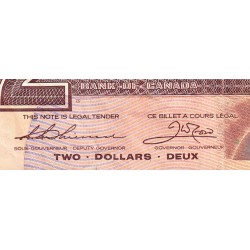 BANK·OF·CANADA
THIS NOTE IS LEGAL TENDER CE BILLET A COURS LÉGAL
SOUS-GOUVERNEUR DEPUTY GOVERNOR GOVERNOR GOUVERNEUR
TWO · DOLLARS · DEUX